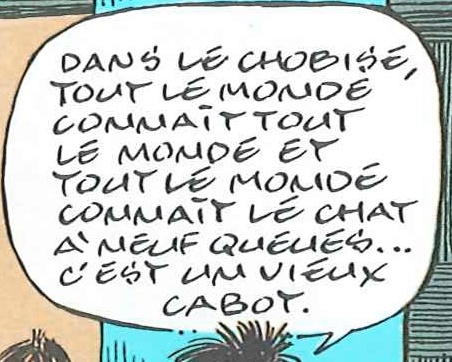 DANS LE CHOBISE,
TOUT LE MONDE
CONNAÎT TOUT
LE MONDE ET
TOUT LE MONDE
CONNAÎT LE CHAT
À NEUF QUEUES...
C'EST UN VIEUX
CABOT.